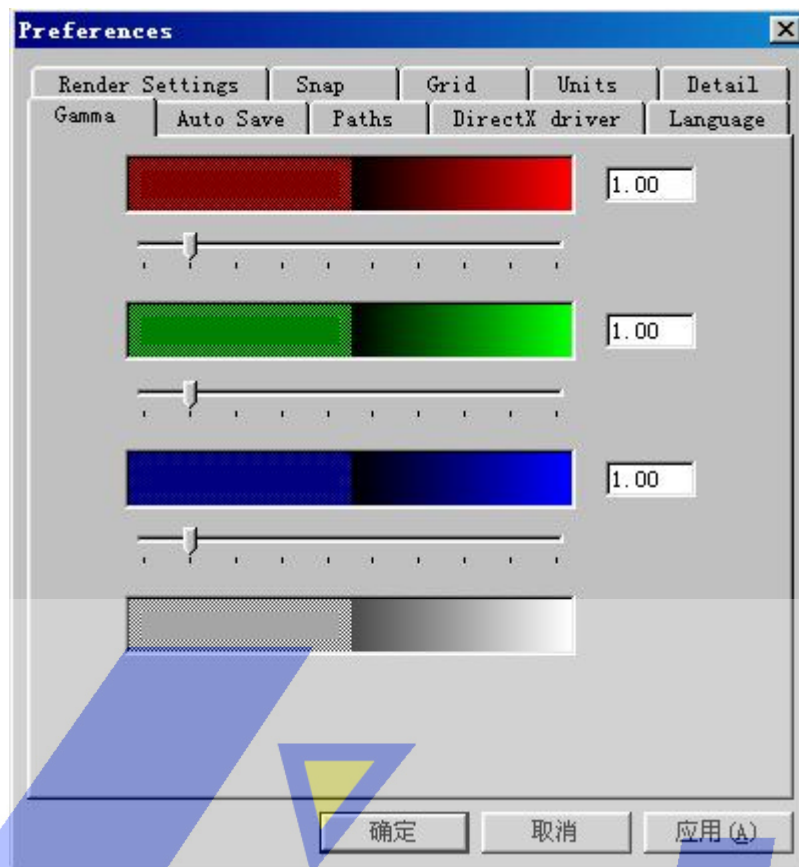 Preferences
Render Settings Snap Grid Units Detail
Gamma Auto Save Paths DirectX driver Language
1.00
1.00
1.00
确定 取消 应用(A)